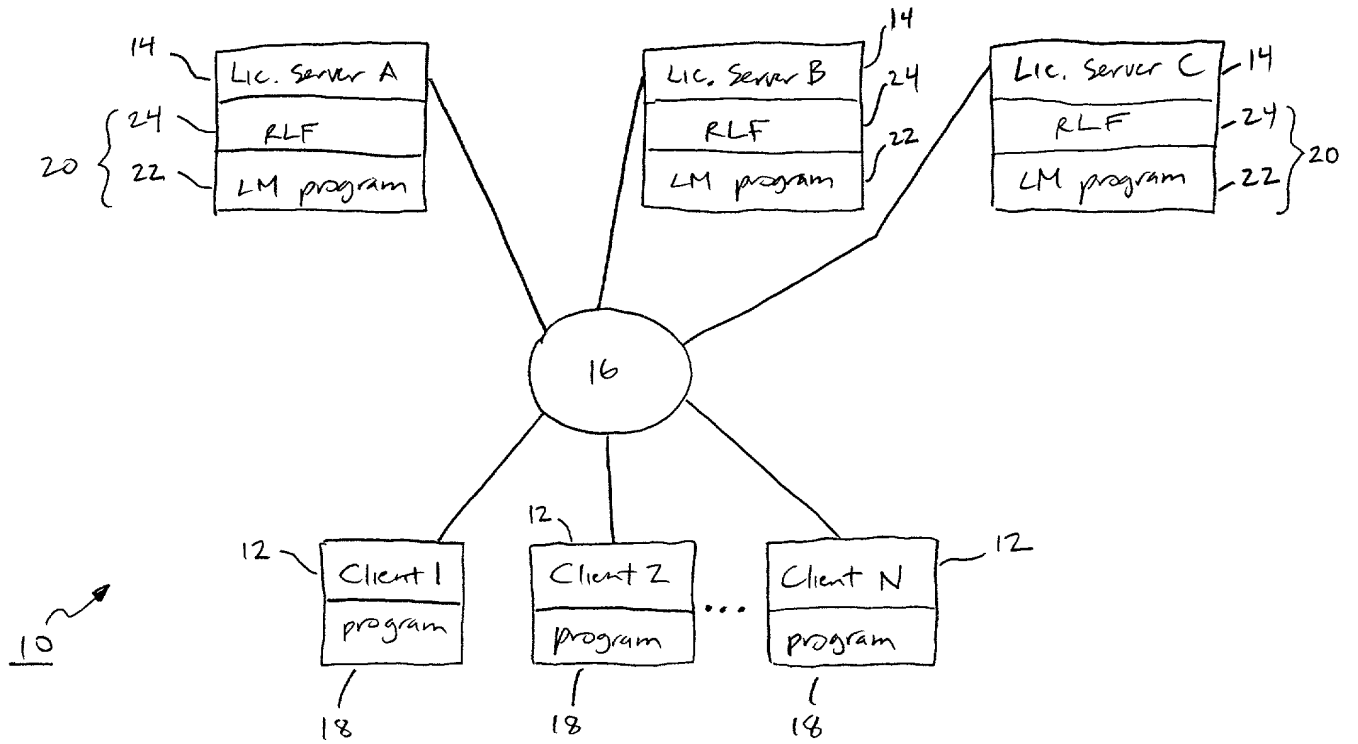 14
Lic. Server A
24
RLF
20
22
LM program
14
Lic. Server B
24
RLF
22
LM program
Lic. Server C
14
RLF
24
20
LM program
22
16
12
Client 1
program
18
12
Client 2
program
18
...
12
Client N
program
18
10